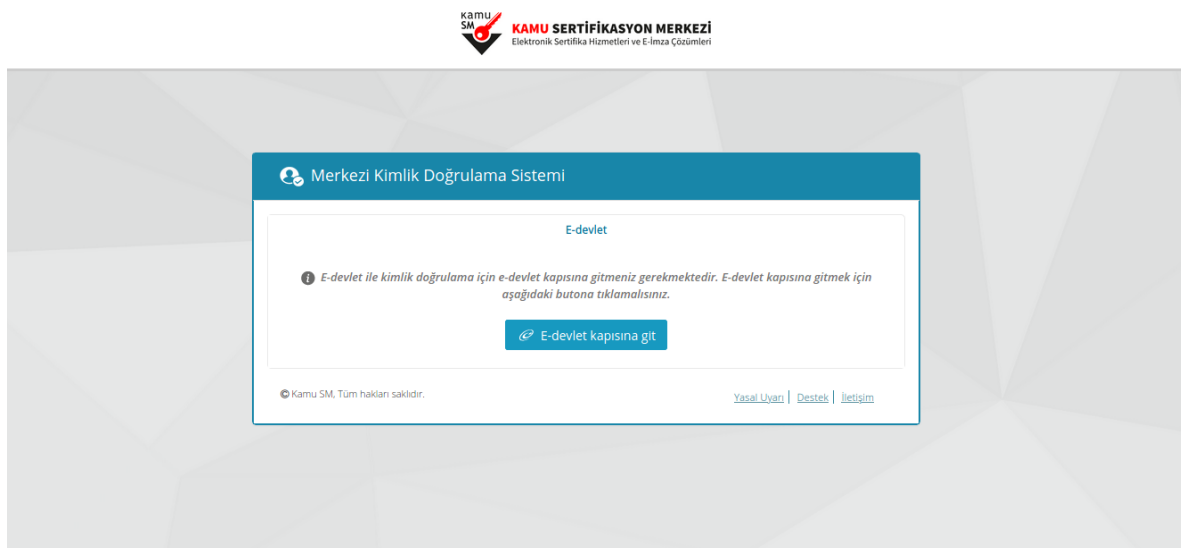 Kamu
SM
KAMU SERTİFİKASYON MERKEZİ
Elektronik Sertifika Hizmetleri ve E-İmza Çözümleri
Merkezi Kimlik Doğrulama Sistemi
E-devlet
E-devlet ile kimlik doğrulama için e-devlet kapısına gitmeniz gerekmektedir. E-devlet kapısına gitmek için
aşağıdaki butona tıklamalısınız.
E-devlet kapısına git
© Kamu SM, Tüm hakları saklıdır.
Yasal Uyarı | Destek | İletişim